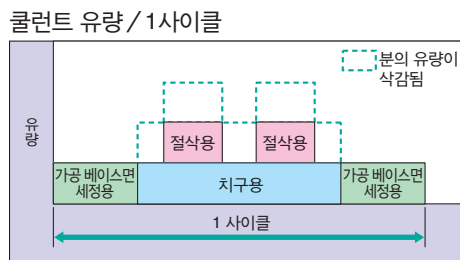 쿨런트 유량 / 1사이클
분의 유량이
삭감됨
유량
절삭용
절삭용
가공 베이스면
세정용
치구용
가공 베이스면
세정용
1 사이클